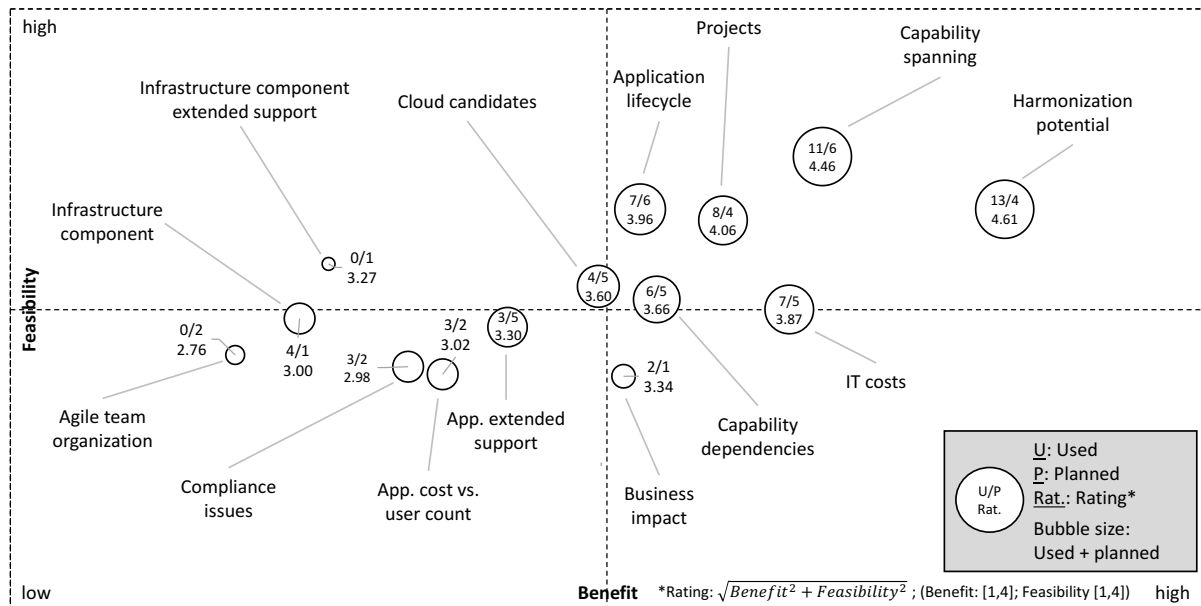 high
Projects
Capability
spanning
Infrastructure component
extended support
Cloud candidates
Application
lifecycle
Harmonization
potential
11/6
4.46
7/6
3.96
8/4
4.06
13/4
4.61
Infrastructure
component
0/1
3.27
4/5
3.60
6/5
3.66
7/5
3.87
Feasibility
0/2
2.76
4/1
3.00
3/2
2.98
3/2
3.02
3/5
3.30
2/1
3.34
IT costs
Agile team
organization
App. extended
support
Capability
dependencies
Compliance
issues
App. cost vs.
user count
Business
impact
U/P
Rat.
U: Used
P: Planned
Rat.: Rating*
Bubble size:
Used + planned
low
Benefit
*Rating: √Benefit² + Feasibility² ; (Benefit: [1,4]; Feasibility [1,4])
high